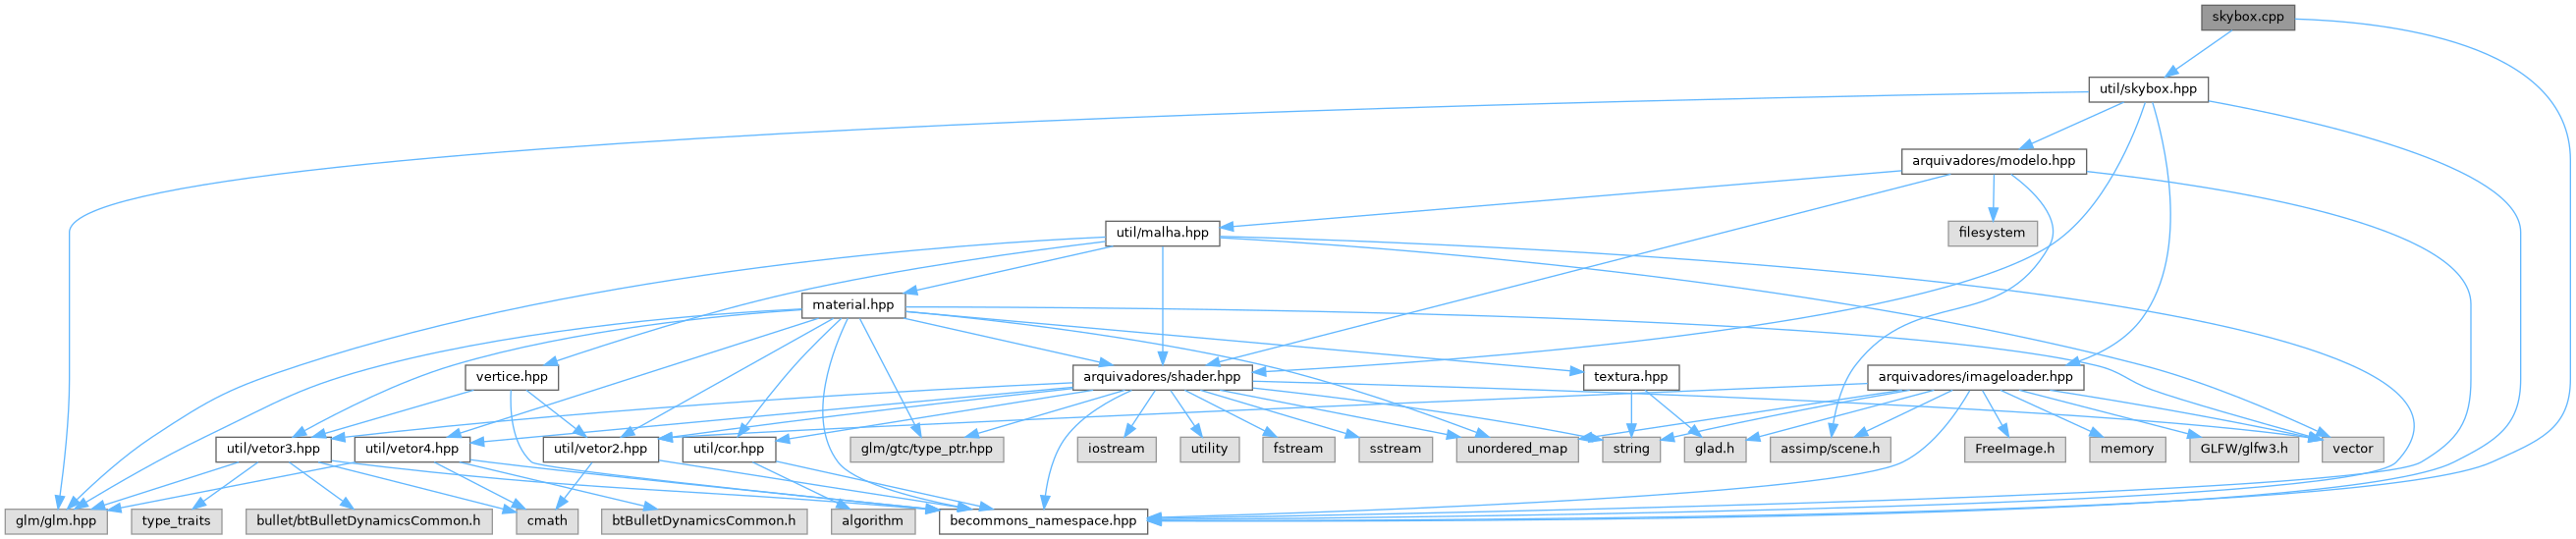 skybox.cpp
util/skybox.hpp
arquivadores/modelo.hpp
util/malha.hpp
filesystem
material.hpp
vertice.hpp
arquivadores/shader.hpp
textura.hpp
arquivadores/imageloader.hpp
util/vetor3.hpp
util/vetor4.hpp
util/vetor2.hpp
util/cor.hpp
glm/gtc/type_ptr.hpp
iostream
utility
fstream
sstream
unordered_map
string
glad.h
assimp/scene.h
FreeImage.h
memory
GLFW/glfw3.h
vector
glm/glm.hpp
type_traits
bullet/btBulletDynamicsCommon.h
cmath
btBulletDynamicsCommon.h
algorithm
becommons_namespace.hpp